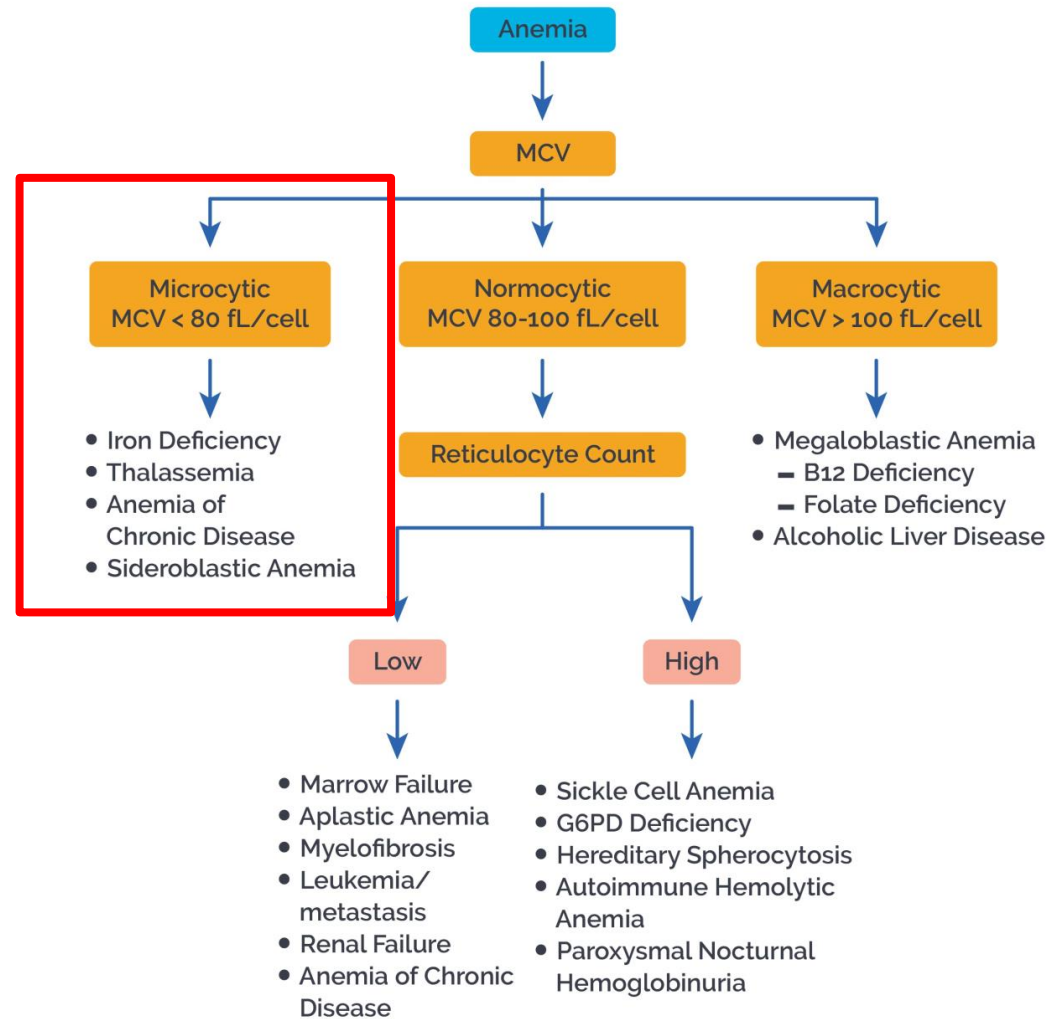 Anemia
MCV
Microcytic
MCV < 80 fL/cell
• Iron Deficiency
• Thalassemia
• Anemia of
Chronic Disease
• Sideroblastic Anemia
Normocytic
MCV 80-100 fL/cell
Reticulocyte Count
Low
• Marrow Failure
• Aplastic Anemia
• Myelofibrosis
• Leukemia/
metastasis
• Renal Failure
• Anemia of Chronic
Disease
High
• Sickle Cell Anemia
• G6PD Deficiency
• Hereditary Spherocytosis
• Autoimmune Hemolytic
Anemia
• Paroxysmal Nocturnal
Hemoglobinuria
Macrocytic
MCV > 100 fL/cell
• Megaloblastic Anemia
– B12 Deficiency
– Folate Deficiency
• Alcoholic Liver Disease